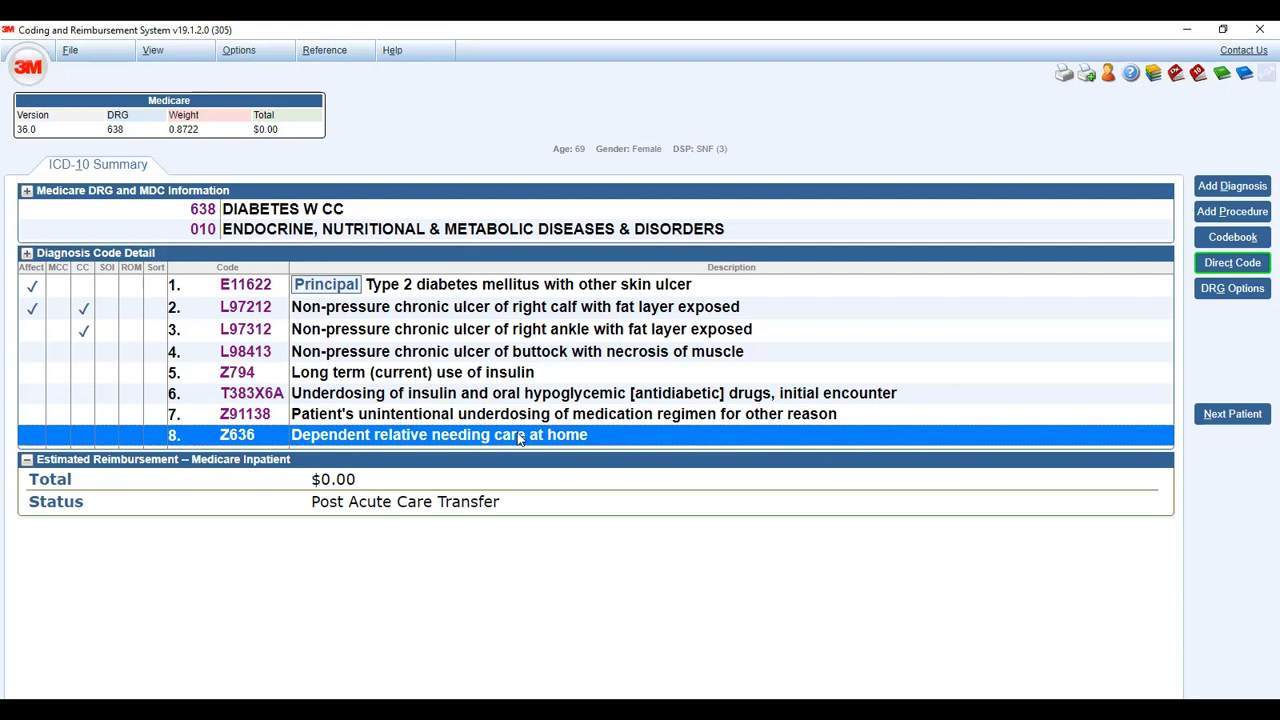 3M Coding and Reimbursement System v19.1.2.0 (305)
File View Options Reference Help Contact Us
3M
Medicare
Version DRG Weight Total
36.0 638 0.8722 $0.00
Age: 69 Gender: Female DSP: SNF (3)
ICD-10 Summary
Medicare DRG and MDC Information
638 DIABETES W CC
010 ENDOCRINE, NUTRITIONAL & METABOLIC DISEASES & DISORDERS
Diagnosis Code Detail
Affect MCC CC SOI ROM Sort Code Description
1. E11622 Principal Type 2 diabetes mellitus with other skin ulcer
2. L97212 Non-pressure chronic ulcer of right calf with fat layer exposed
3. L97312 Non-pressure chronic ulcer of right ankle with fat layer exposed
4. L98413 Non-pressure chronic ulcer of buttock with necrosis of muscle
5. Z794 Long term (current) use of insulin
6. T383X6A Underdosing of insulin and oral hypoglycemic [antidiabetic] drugs, initial encounter
7. Z91138 Patient's unintentional underdosing of medication regimen for other reason
8. Z636 Dependent relative needing care at home
Estimated Reimbursement -- Medicare Inpatient
Total $0.00
Status Post Acute Care Transfer
Add Diagnosis
Add Procedure
Codebook
Direct Code
DRG Options
Next Patient